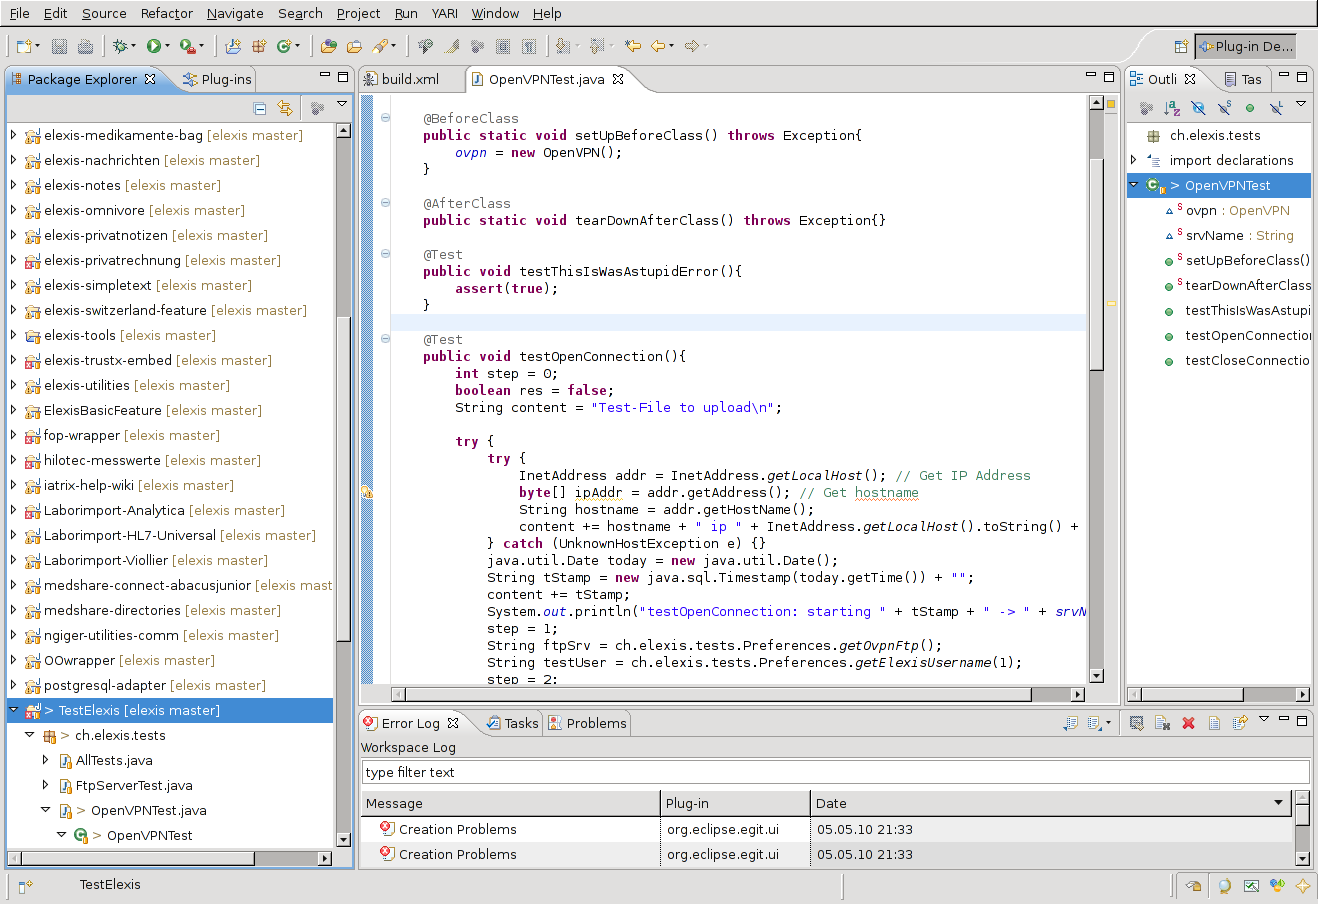 File Edit Source Refactor Navigate Search Project Run YARI Window Help
Plug-in De...
Package Explorer Plug-ins
elexis-medikamente-bag [elexis master]
elexis-nachrichten [elexis master]
elexis-notes [elexis master]
elexis-omnivore [elexis master]
elexis-privatnotizen [elexis master]
elexis-privatrechnung [elexis master]
elexis-simpletext [elexis master]
elexis-switzerland-feature [elexis master]
elexis-tools [elexis master]
elexis-trustx-embed [elexis master]
elexis-utilities [elexis master]
ElexisBasicFeature [elexis master]
fop-wrapper [elexis master]
hilotec-messwerte [elexis master]
iatrix-help-wiki [elexis master]
Laborimport-Analytica [elexis master]
Laborimport-HL7-Universal [elexis master]
Laborimport-Viollier [elexis master]
medshare-connect-abacusjunior [elexis mast
medshare-directories [elexis master]
ngiger-utilities-comm [elexis master]
OOwrapper [elexis master]
postgresql-adapter [elexis master]
> TestElexis [elexis master]
> ch.elexis.tests
AllTests.java
FtpServerTest.java
> OpenVPNTest.java
> OpenVPNTest
build.xml OpenVPNTest.java
@BeforeClass
public static void setUpBeforeClass() throws Exception{
ovpn = new OpenVPN();
}
@AfterClass
public static void tearDownAfterClass() throws Exception{}
@Test
public void testThisIsWasAstupidError(){
assert(true);
}
@Test
public void testOpenConnection(){
int step = 0;
boolean res = false;
String content = "Test-File to upload\n";
try {
try {
InetAddress addr = InetAddress.getLocalHost(); // Get IP Address
byte[] ipAddr = addr.getAddress(); // Get hostname
String hostname = addr.getHostName();
content += hostname + " ip " + InetAddress.getLocalHost().toString() +
} catch (UnknownHostException e) {}
java.util.Date today = new java.util.Date();
String tStamp = new java.sql.Timestamp(today.getTime()) + "";
content += tStamp;
System.out.println("testOpenConnection: starting " + tStamp + " -> " + srvN
step = 1;
String ftpSrv = ch.elexis.tests.Preferences.getOvpnFtp();
String testUser = ch.elexis.tests.Preferences.getElexisUsername(1);
step = 2;
Outli Tas
ch.elexis.tests
import declarations
> OpenVPNTest
S ovpn : OpenVPN
S srvName : String
S setUpBeforeClass()
S tearDownAfterClass
testThisIsWasAstupi
testOpenConnection
testCloseConnectio
Error Log Tasks Problems
Workspace Log
type filter text
Message Plug-in Date
Creation Problems org.eclipse.egit.ui 05.05.10 21:33
Creation Problems org.eclipse.egit.ui 05.05.10 21:33
TestElexis